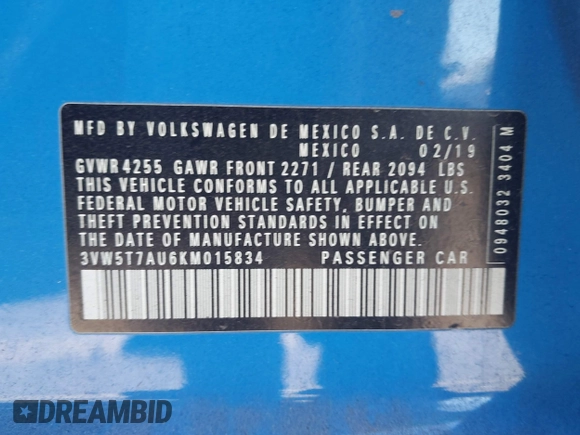 MFD BY VOLKSWAGEN DE MEXICO S.A. DE C.V.
MEXICO 02/19
GVWR 4255 GAWR FRONT 2271 / REAR 2094 LBS
THIS VEHICLE CONFORMS TO ALL APPLICABLE U.S.
FEDERAL MOTOR VEHICLE SAFETY, BUMPER AND
THEFT PREVENTION STANDARDS IN EFFECT ON
THE DATE OF MANUFACTURE SHOWN ABOVE.
3VW5T7AU6KM015834 PASSENGER CAR
0948032 3404 M
DREAMBID